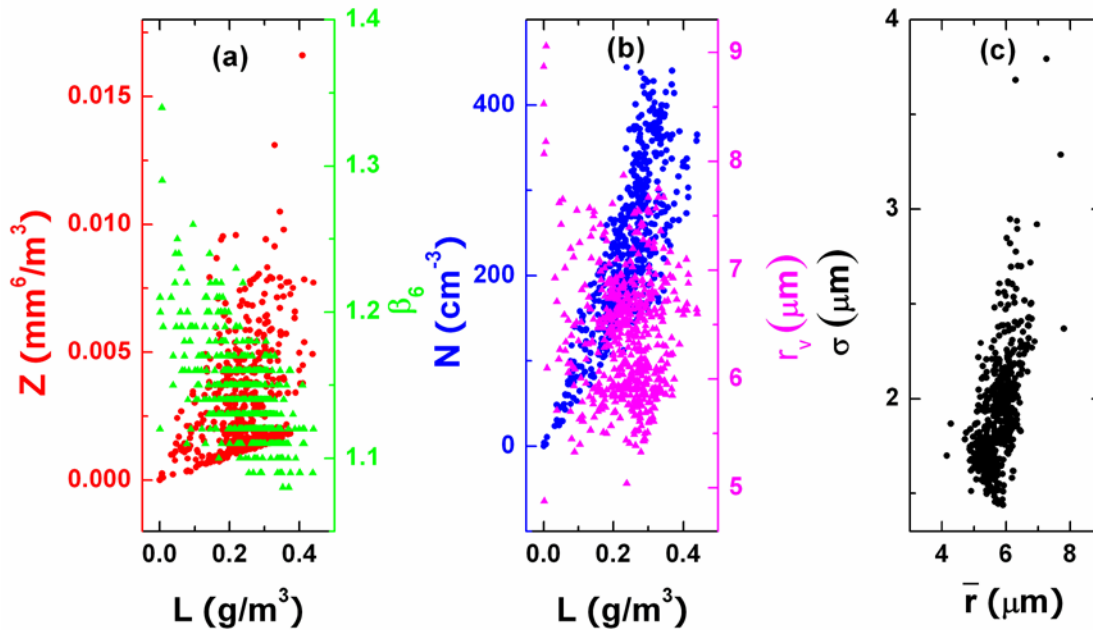 (a)
Z (mm⁶/m³)
0.015
0.010
0.005
0.000
1.4
1.3
1.2
1.1
β₆
0.0 0.2 0.4
L (g/m³)
(b)
N (cm⁻³)
400
200
0
9
8
7
6
5
rᵥ (μm)
0.0 0.2 0.4
L (g/m³)
(c)
σ (μm)
4
3
2
4 6 8
r̅ (μm)